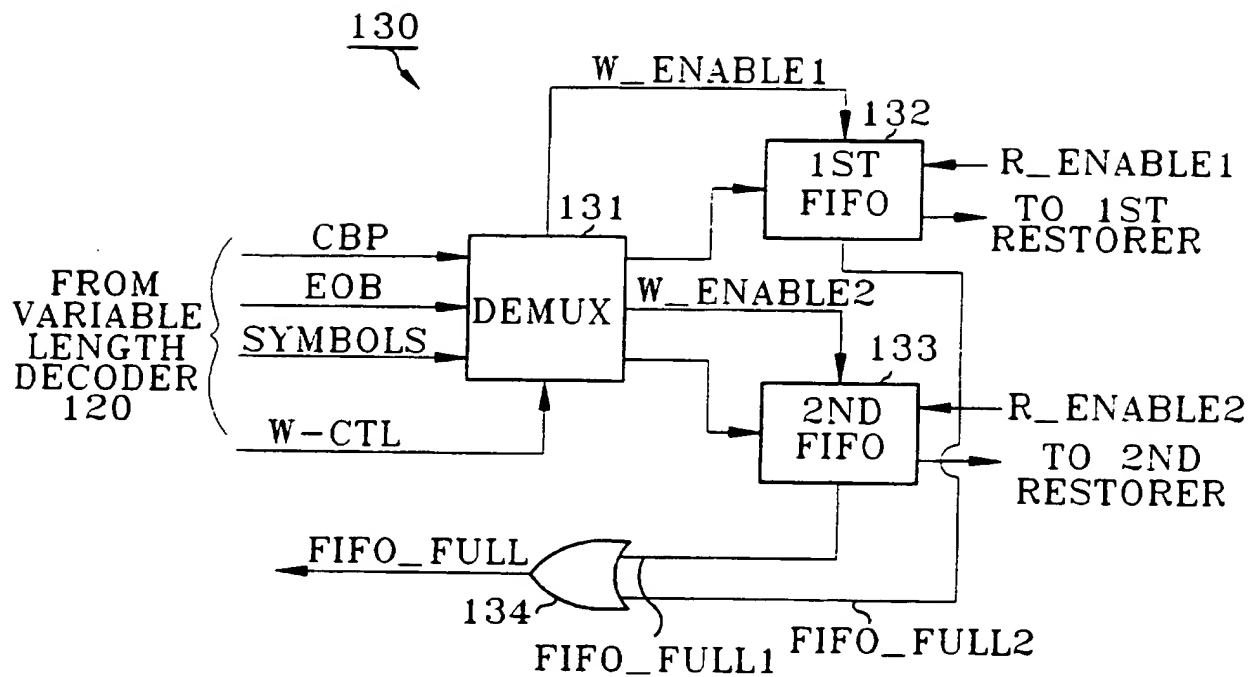 130
W_ENABLE1
132
1ST
FIFO
R_ENABLE1
TO 1ST
RESTORER
131
CBP
EOB
SYMBOLS
W-CTL
FROM
VARIABLE
LENGTH
DECODER
120
DEMUX
W_ENABLE2
133
2ND
FIFO
R_ENABLE2
TO 2ND
RESTORER
FIFO_FULL
134
FIFO_FULL1
FIFO_FULL2